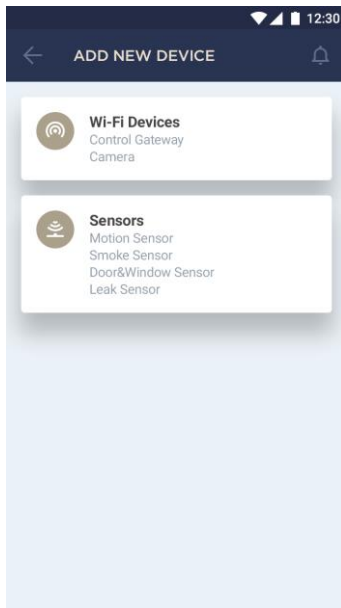 12:30
ADD NEW DEVICE
Wi-Fi Devices
Control Gateway
Camera
Sensors
Motion Sensor
Smoke Sensor
Door&Window Sensor
Leak Sensor